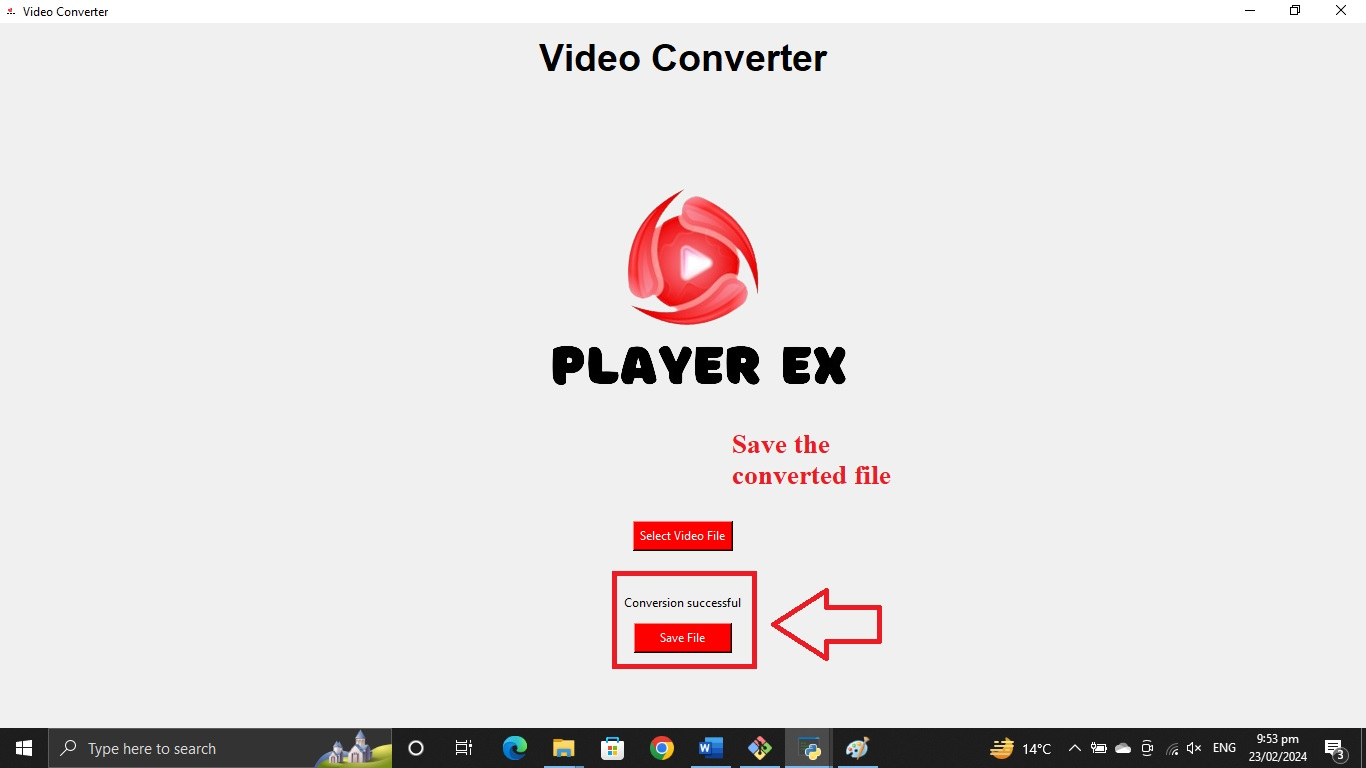 Video Converter
Video Converter
PLAYER EX
Save the
converted file
Select Video File
Conversion successful
Save File
Type here to search
14°C
ENG
9:53 pm
23/02/2024
3